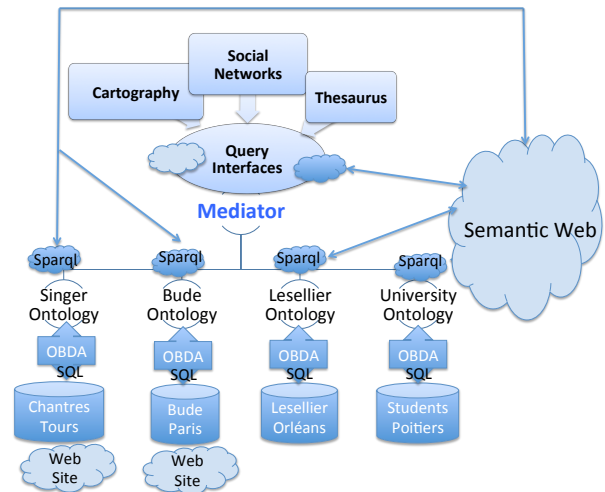 Social
Networks
Cartography
Thesaurus
Query
Interfaces
Mediator
Semantic Web
Sparql
Sparql
Sparql
Sparql
Singer
Ontology
Bude
Ontology
Lesellier
Ontology
University
Ontology
OBDA
OBDA
OBDA
OBDA
SQL
SQL
SQL
SQL
Chantres
Tours
Bude
Paris
Lesellier
Orléans
Students
Poitiers
Web
Site
Web
Site